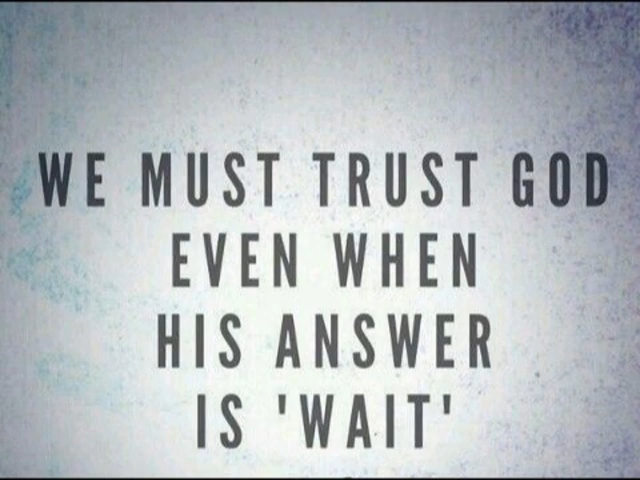 WE MUST TRUST GOD
EVEN WHEN
HIS ANSWER
IS 'WAIT'